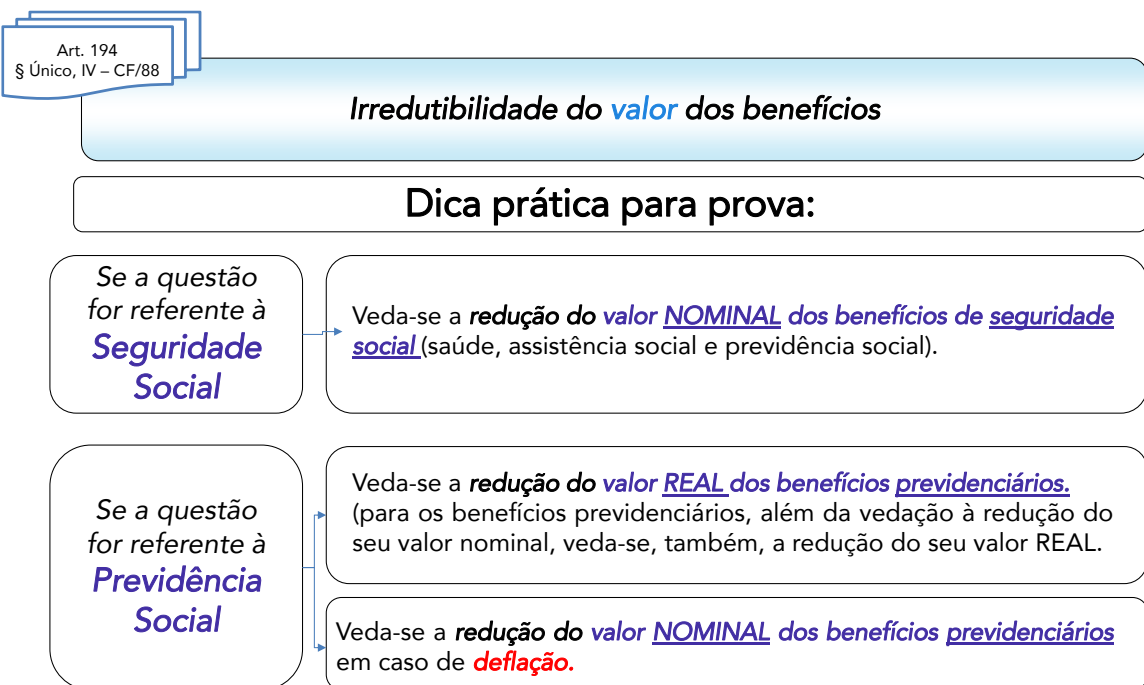 Art. 194
§ Único, IV – CF/88
Irredutibilidade do valor dos benefícios
Dica prática para prova:
Se a questão
for referente à
Seguridade
Social
Veda-se a redução do valor NOMINAL dos benefícios de seguridade
social (saúde, assistência social e previdência social).
Se a questão
for referente à
Previdência
Social
Veda-se a redução do valor REAL dos benefícios previdenciários.
(para os benefícios previdenciários, além da vedação à redução do
seu valor nominal, veda-se, também, a redução do seu valor REAL.
Veda-se a redução do valor NOMINAL dos benefícios previdenciários
em caso de deflação.